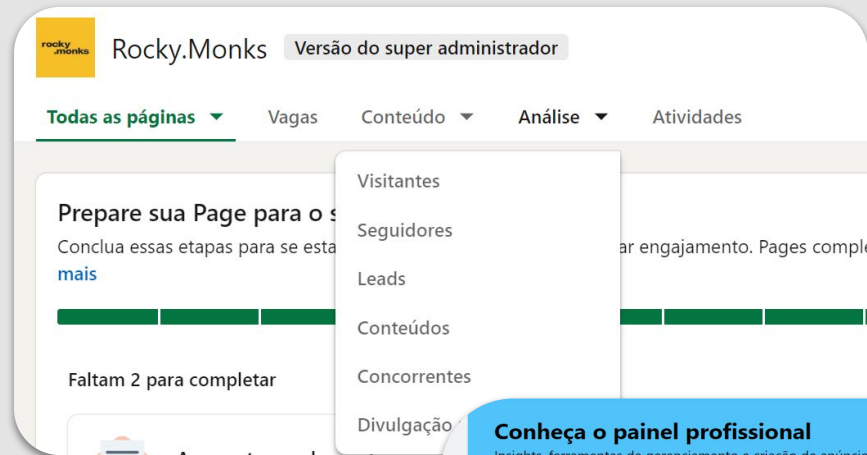 rocky
.monks
Rocky.Monks Versão do super administrador
Todas as páginas Vagas Conteúdo Análise Atividades
Visitantes
Seguidores
Leads
Conteúdos
Concorrentes
Divulgação
Prepare sua Page para o s
Conclua essas etapas para se esta ar engajamento. Pages comple
mais
Faltam 2 para completar
Conheça o painel profissional